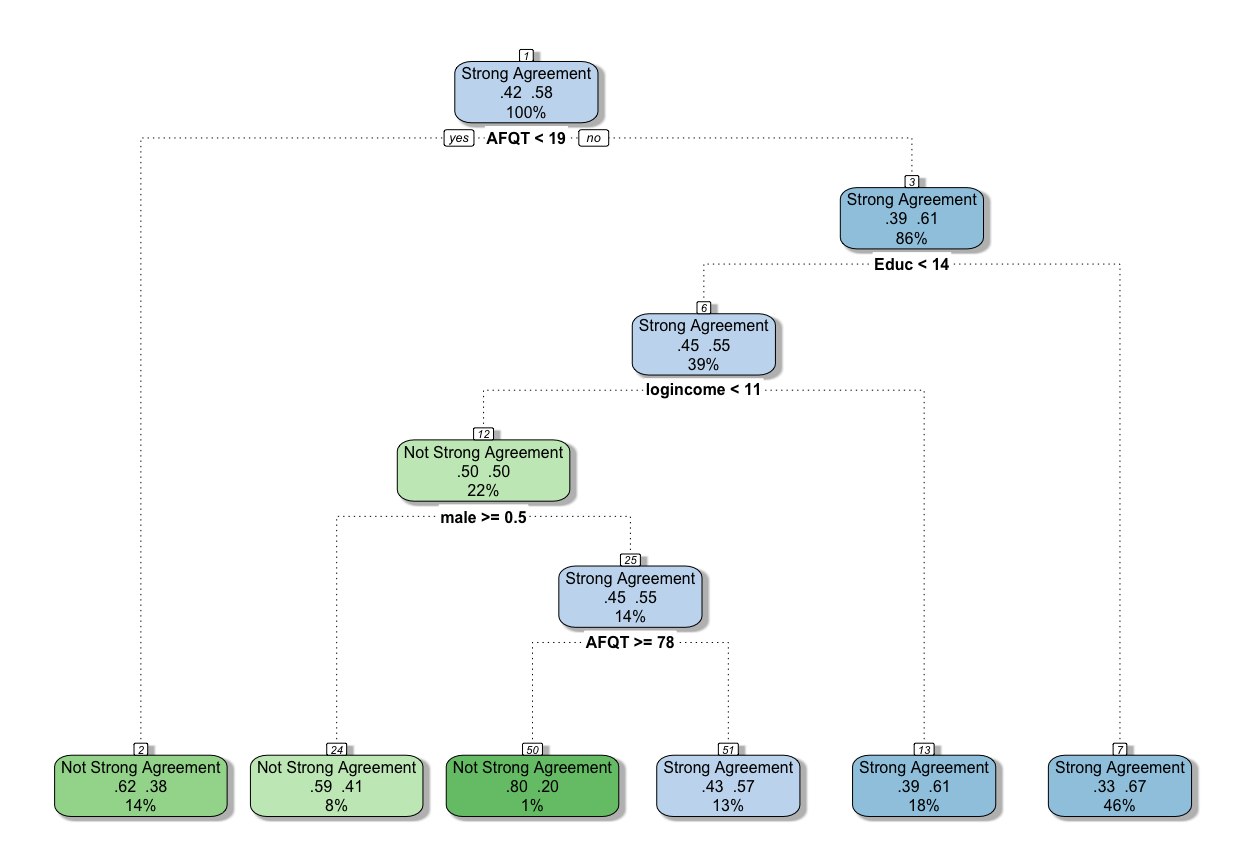 1
Strong Agreement
.42 .58
100%
yes AFQT < 19 no
3
Strong Agreement
.39 .61
86%
Educ < 14
6
Strong Agreement
.45 .55
39%
logincome < 11
12
Not Strong Agreement
.50 .50
22%
male >= 0.5
25
Strong Agreement
.45 .55
14%
AFQT >= 78
2
Not Strong Agreement
.62 .38
14%
24
Not Strong Agreement
.59 .41
8%
50
Not Strong Agreement
.80 .20
1%
51
Strong Agreement
.43 .57
13%
13
Strong Agreement
.39 .61
18%
7
Strong Agreement
.33 .67
46%